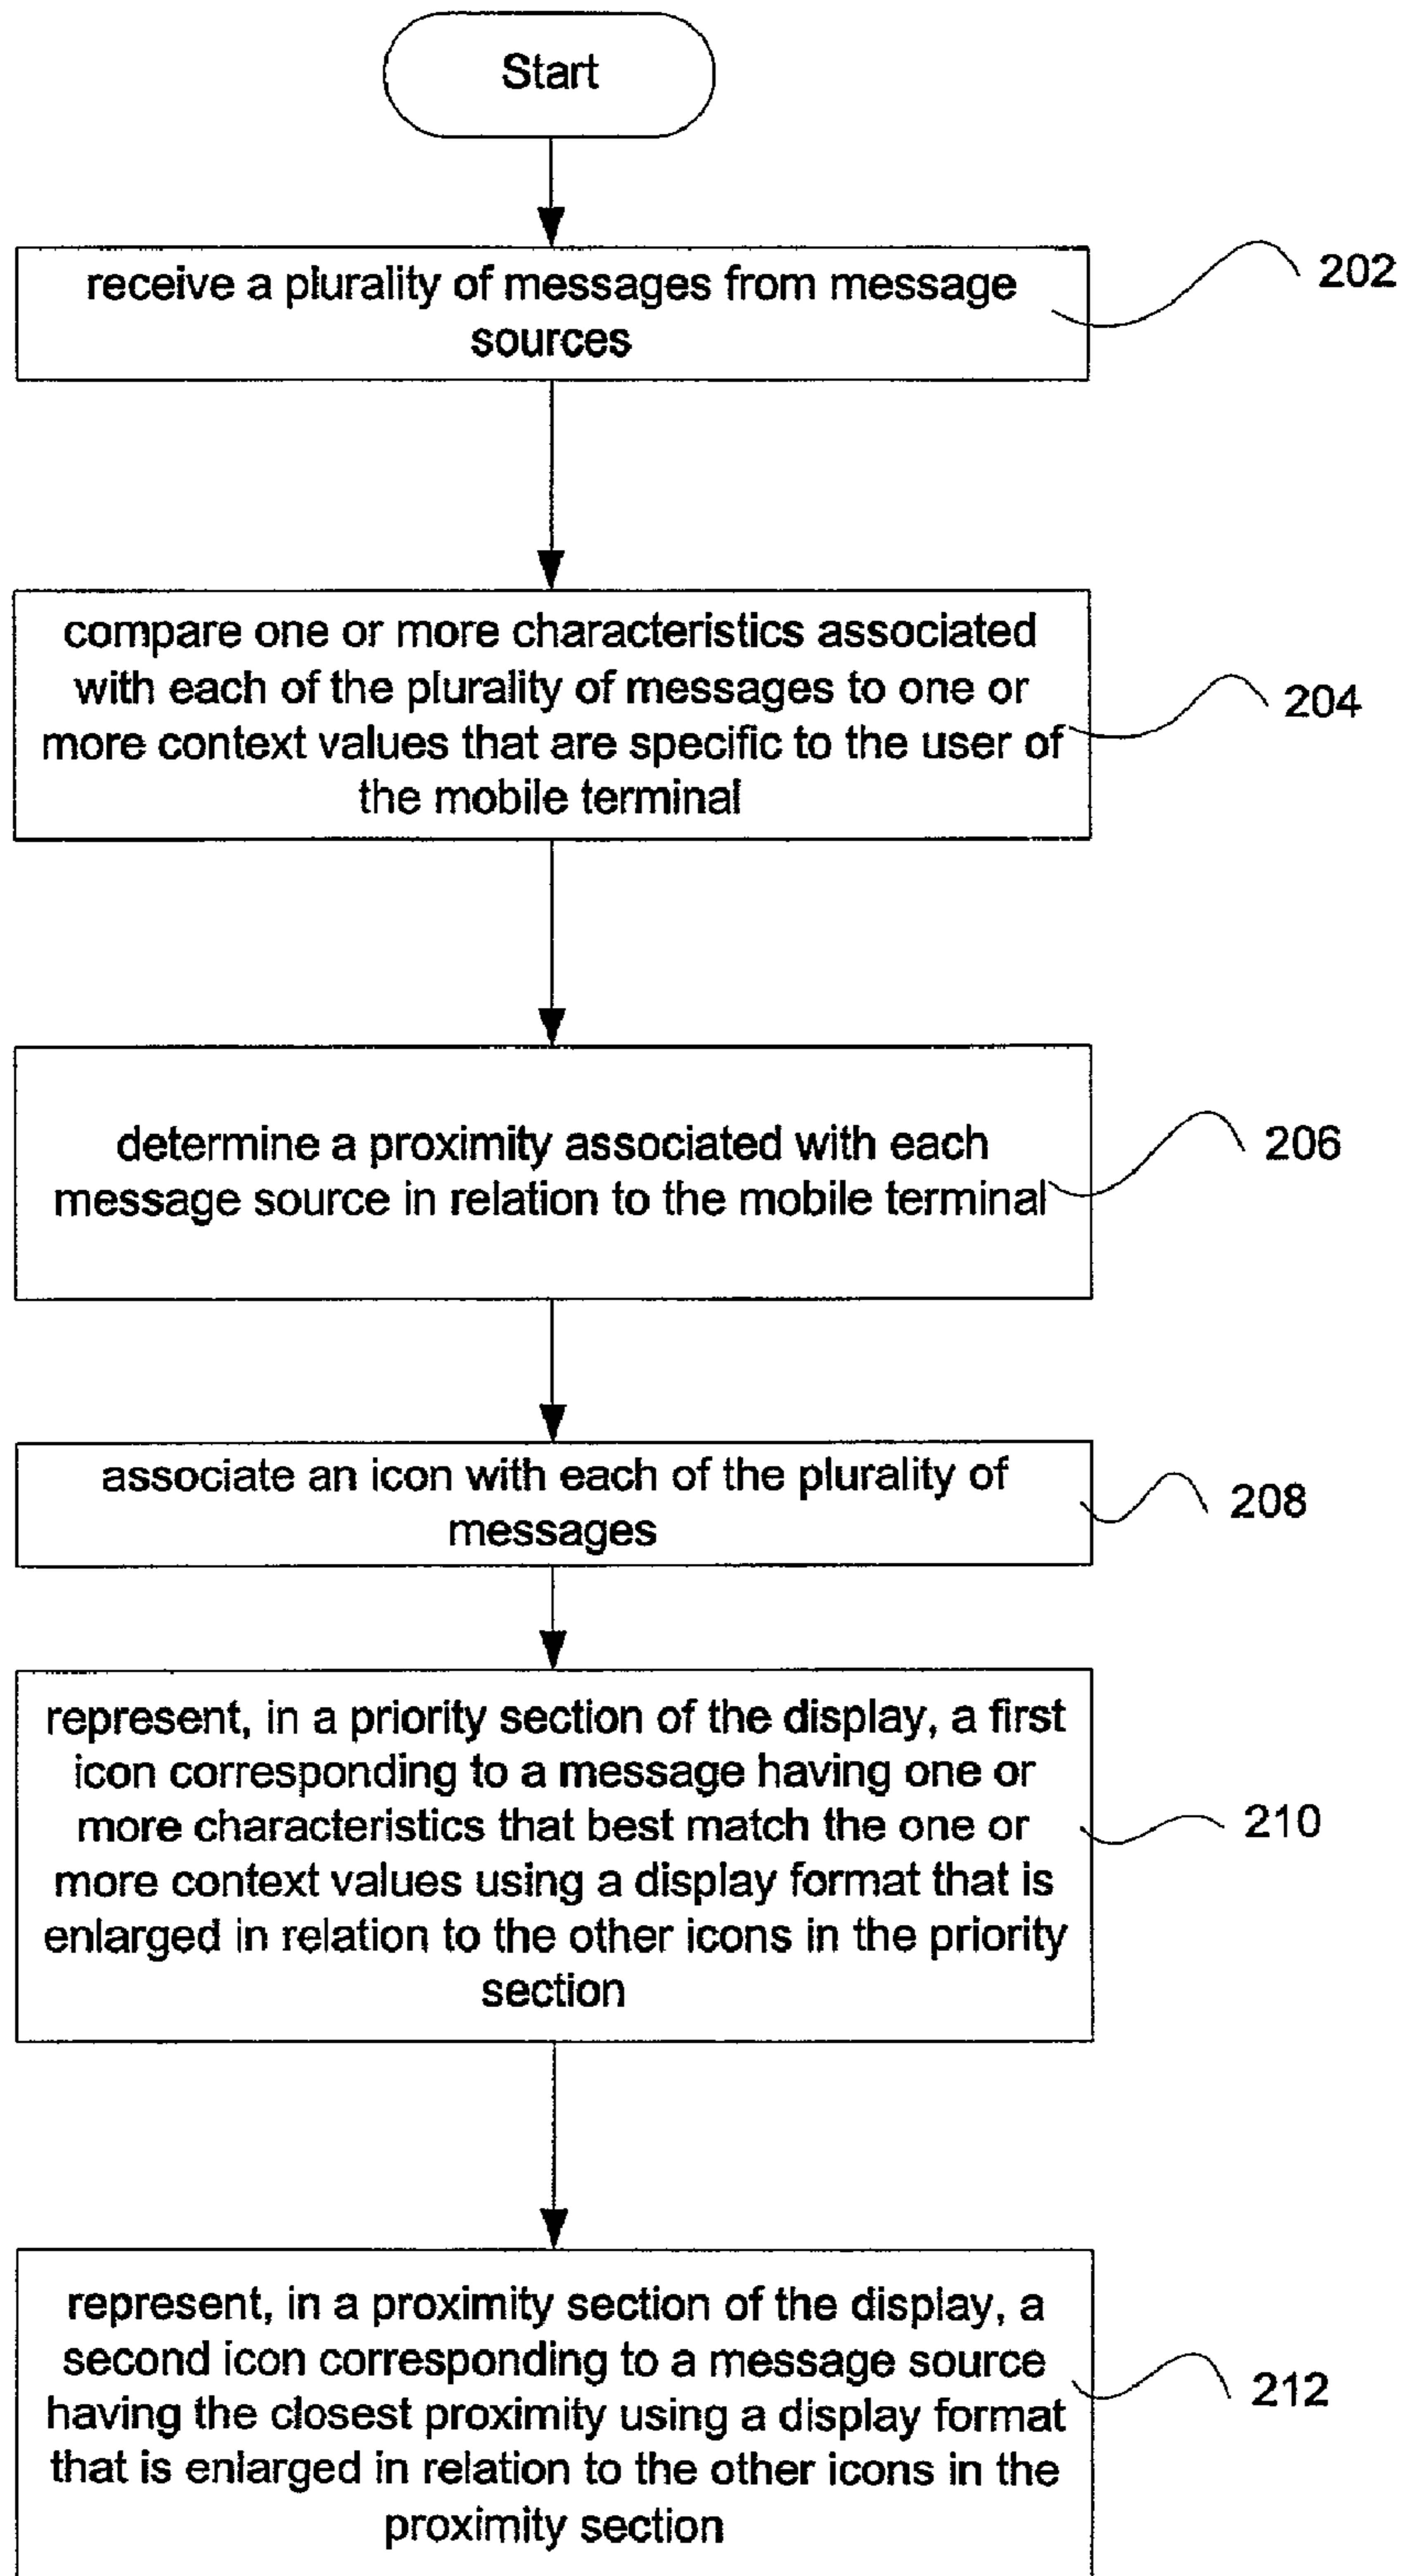 Start
receive a plurality of messages from message
sources
202
compare one or more characteristics associated
with each of the plurality of messages to one or
more context values that are specific to the user of
the mobile terminal
204
determine a proximity associated with each
message source in relation to the mobile terminal
206
associate an icon with each of the plurality of
messages
208
represent, in a priority section of the display, a first
icon corresponding to a message having one or
more characteristics that best match the one or
more context values using a display format that is
enlarged in relation to the other icons in the priority
section
210
represent, in a proximity section of the display, a
second icon corresponding to a message source
having the closest proximity using a display format
that is enlarged in relation to the other icons in the
proximity section
212